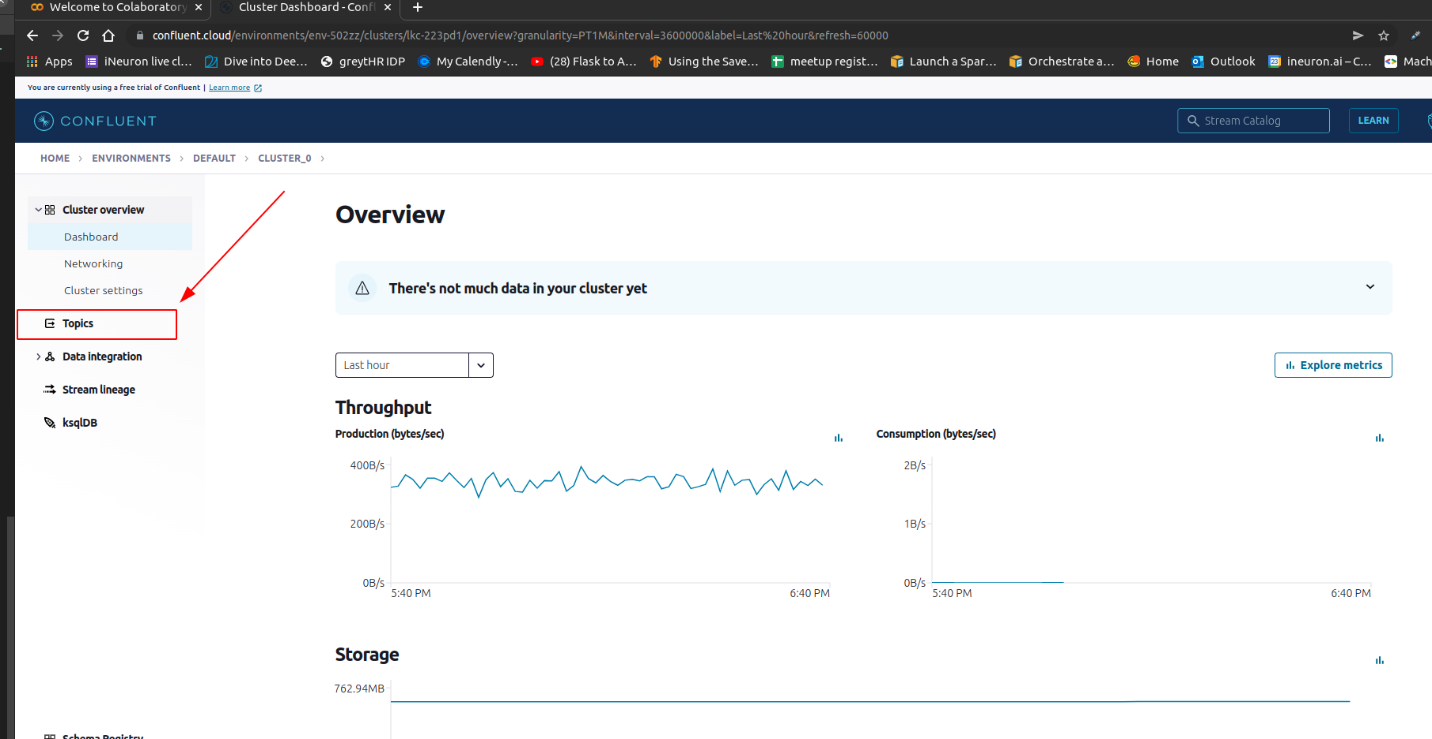 Welcome to Colaboratory
Cluster Dashboard - Confl
confluent.cloud/environments/env-502zz/clusters/lkc-223pd1/overview?granularity=PT1M&interval=3600000&label=Last%20hour&refresh=60000
Apps
iNeuron live cl...
Dive into Dee...
greytHR IDP
My Calendly -...
(28) Flask to A...
Using the Save...
meetup regist...
Launch a Spar...
Orchestrate a...
Home
Outlook
ineuron.ai – C...
Mach
You are currently using a free trial of Confluent | Learn more
CONFLUENT
Stream Catalog
LEARN
HOME > ENVIRONMENTS > DEFAULT > CLUSTER_0 >
Cluster overview
Dashboard
Networking
Cluster settings
Topics
Data integration
Stream lineage
ksqlDB
Schema Registry
Overview
There's not much data in your cluster yet
Last hour
Explore metrics
Throughput
Production (bytes/sec)
400B/s
200B/s
0B/s
5:40 PM
6:40 PM
Consumption (bytes/sec)
2B/s
1B/s
0B/s
5:40 PM
6:40 PM
Storage
762.94MB